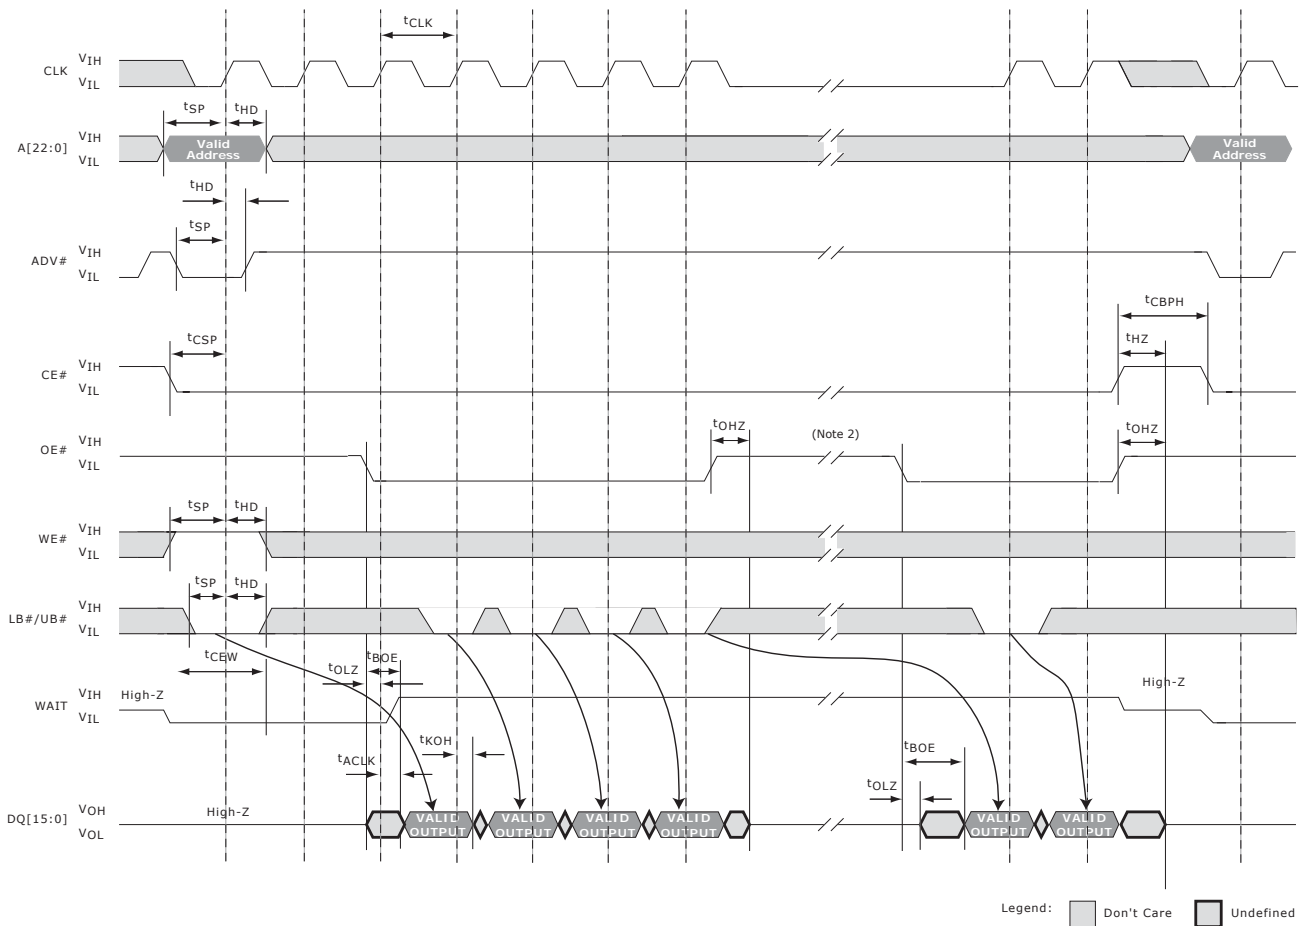 tCLK
CLK
VIH
VIL
tSP
tHD
A[22:0]
VIH
VIL
Valid
Address
Valid
Address
tHD
tSP
ADV#
VIH
VIL
tCBPH
tCSP
tHZ
CE#
VIH
VIL
tOHZ
(Note 2)
tOHZ
OE#
VIH
VIL
tSP
tHD
WE#
VIH
VIL
tSP
tHD
LB#/UB#
VIH
VIL
tCEW
tOLZ
tBOE
WAIT
VIH
VIL
High-Z
High-Z
tKOH
tACLK
tBOE
tOLZ
DQ[15:0]
VOH
VOL
High-Z
VALID
OUTPUT
VALID
OUTPUT
VALID
OUTPUT
VALID
OUTPUT
VALID
OUTPUT
VALID
OUTPUT
Legend:
Don't Care
Undefined